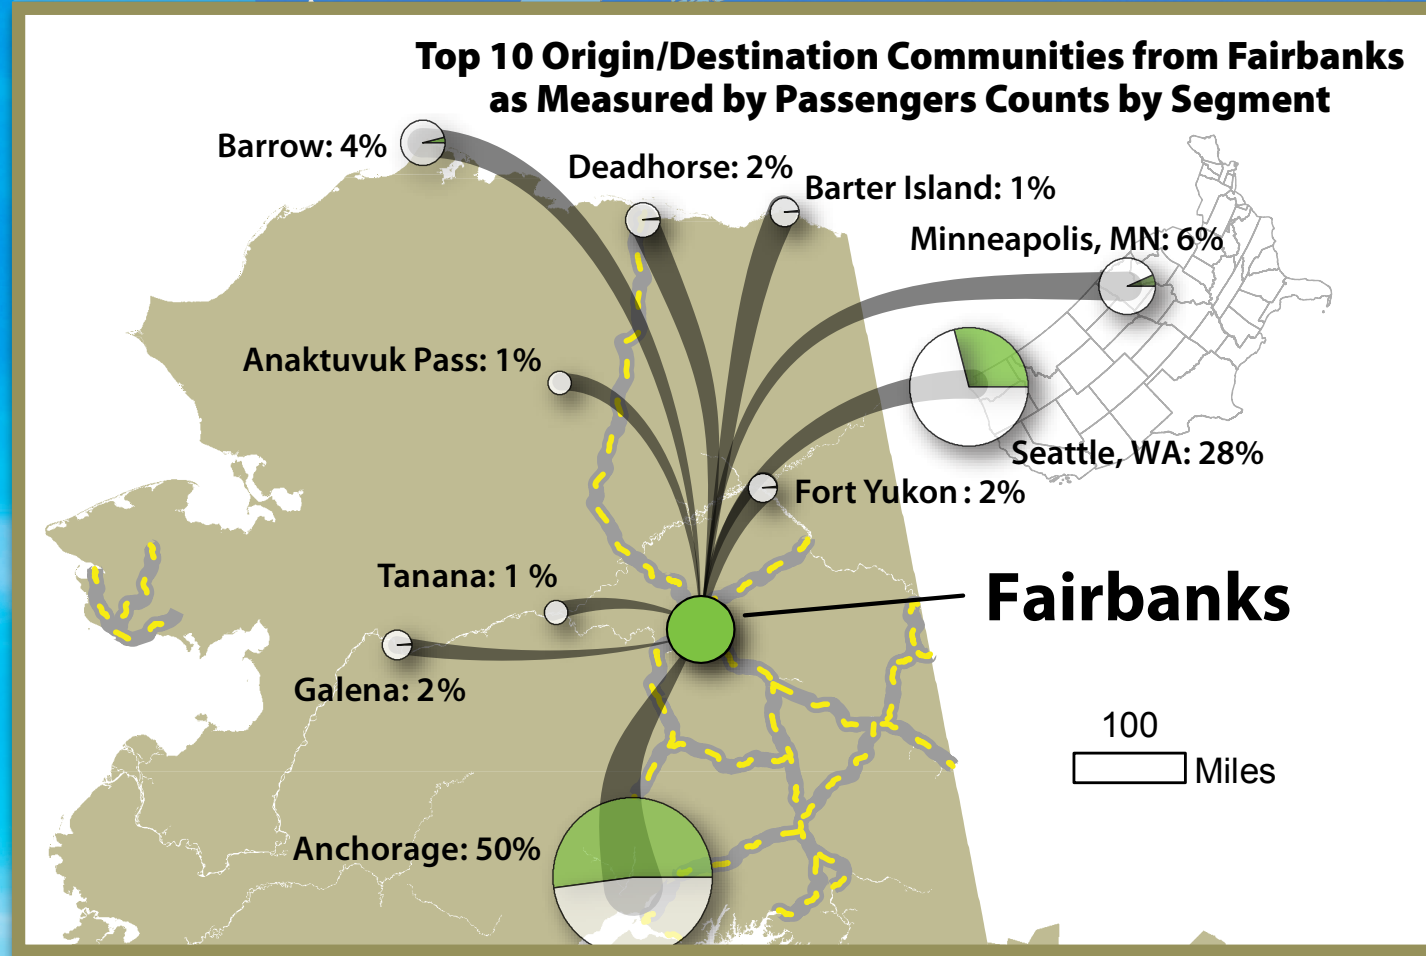 Top 10 Origin/Destination Communities from Fairbanks
as Measured by Passengers Counts by Segment
Barrow: 4%
Deadhorse: 2%
Barter Island: 1%
Minneapolis, MN: 6%
Anaktuvuk Pass: 1%
Seattle, WA: 28%
Fort Yukon: 2%
Tanana: 1 %
Fairbanks
Galena: 2%
100
Miles
Anchorage: 50%